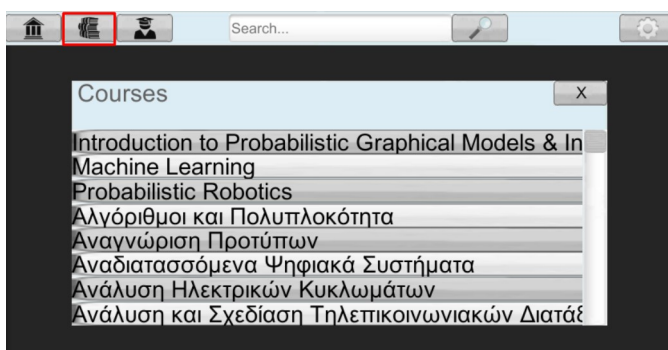 Search...
Courses
X
Introduction to Probabilistic Graphical Models & In
Machine Learning
Probabilistic Robotics
Αλγόριθμοι και Πολυπλοκότητα
Αναγνώριση Προτύπων
Αναδιατασσόμενα Ψηφιακά Συστήματα
Ανάλυση Ηλεκτρικών Κυκλωμάτων
Ανάλυση και Σχεδίαση Τηλεπικοινωνιακών Διατάξ